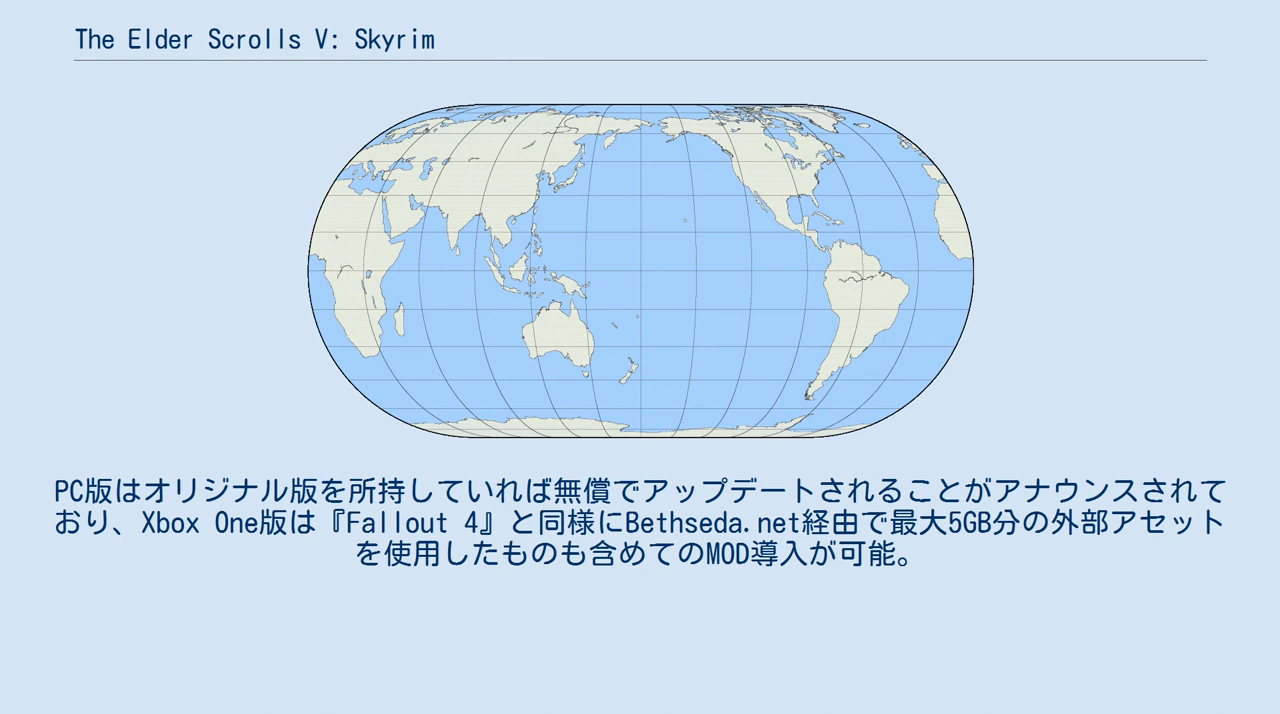 The Elder Scrolls V: Skyrim
PC版はオリジナル版を所持していれば無償でアップデートされることがアナウンスされて
おり、Xbox One版は『Fallout 4』と同様にBethseda.net経由で最大5GB分の外部アセット
を使用したものも含めてのMOD導入が可能。